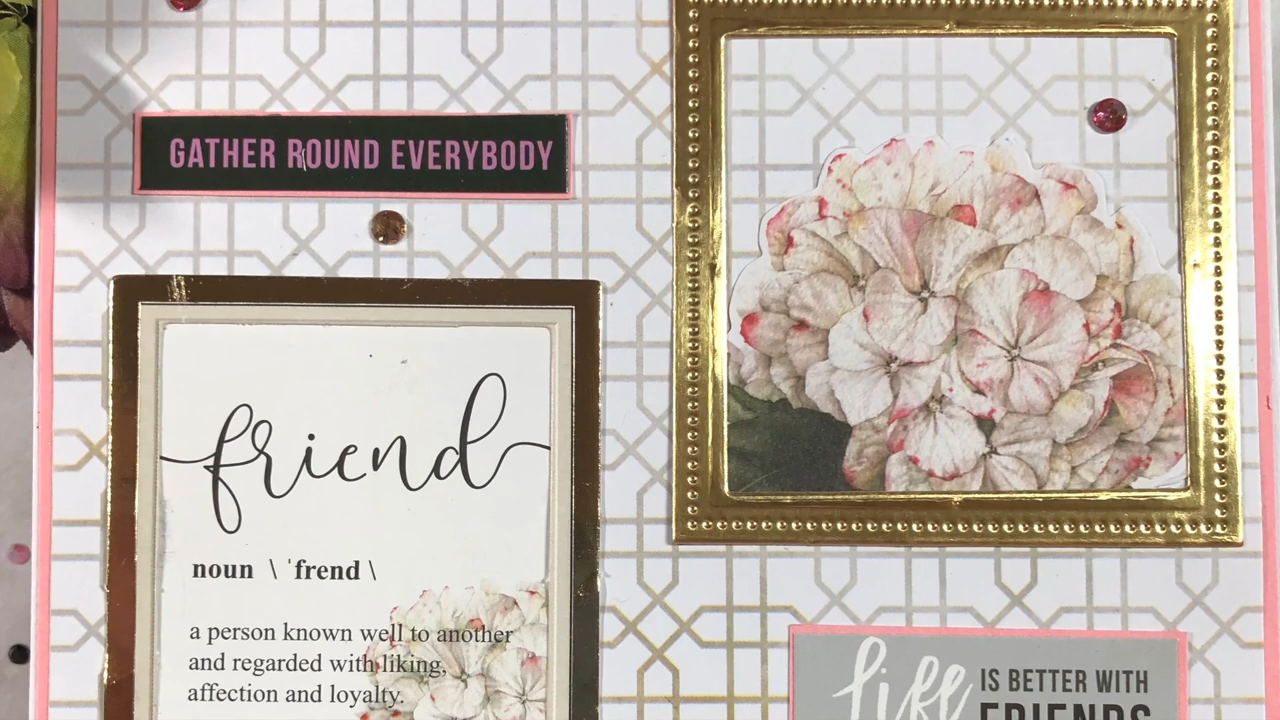 GATHER ROUND EVERYBODY
friend
noun \ ˈfrend \
a person known well to another
and regarded with liking,
affection and loyalty.
life IS BETTER WITH
FRIENDS